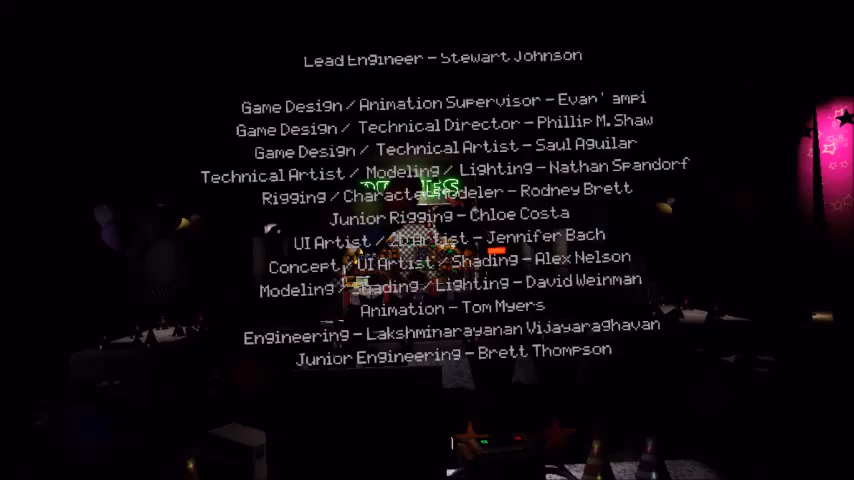 Lead Engineer - Stewart Johnson
Game Design / Animation Supervisor - Evan
Game Design / Technical Director - Phillip M. Shaw
Game Design / Technical Artist - Saul Aguilar
Technical Artist / Modeling / Lighting - Nathan Spandorf
Rigging / Character Modeler - Rodney Brett
Junior Rigging - Chloe Costa
UI Artist / 2D Artist - Jennifer Bach
Concept / UI Artist / Shading - Alex Nelson
Modeling / Shading / Lighting - David Weinman
Animation - Tom Myers
Engineering - Lakshminarayanan Vijayaraghavan
Junior Engineering - Brett Thompson